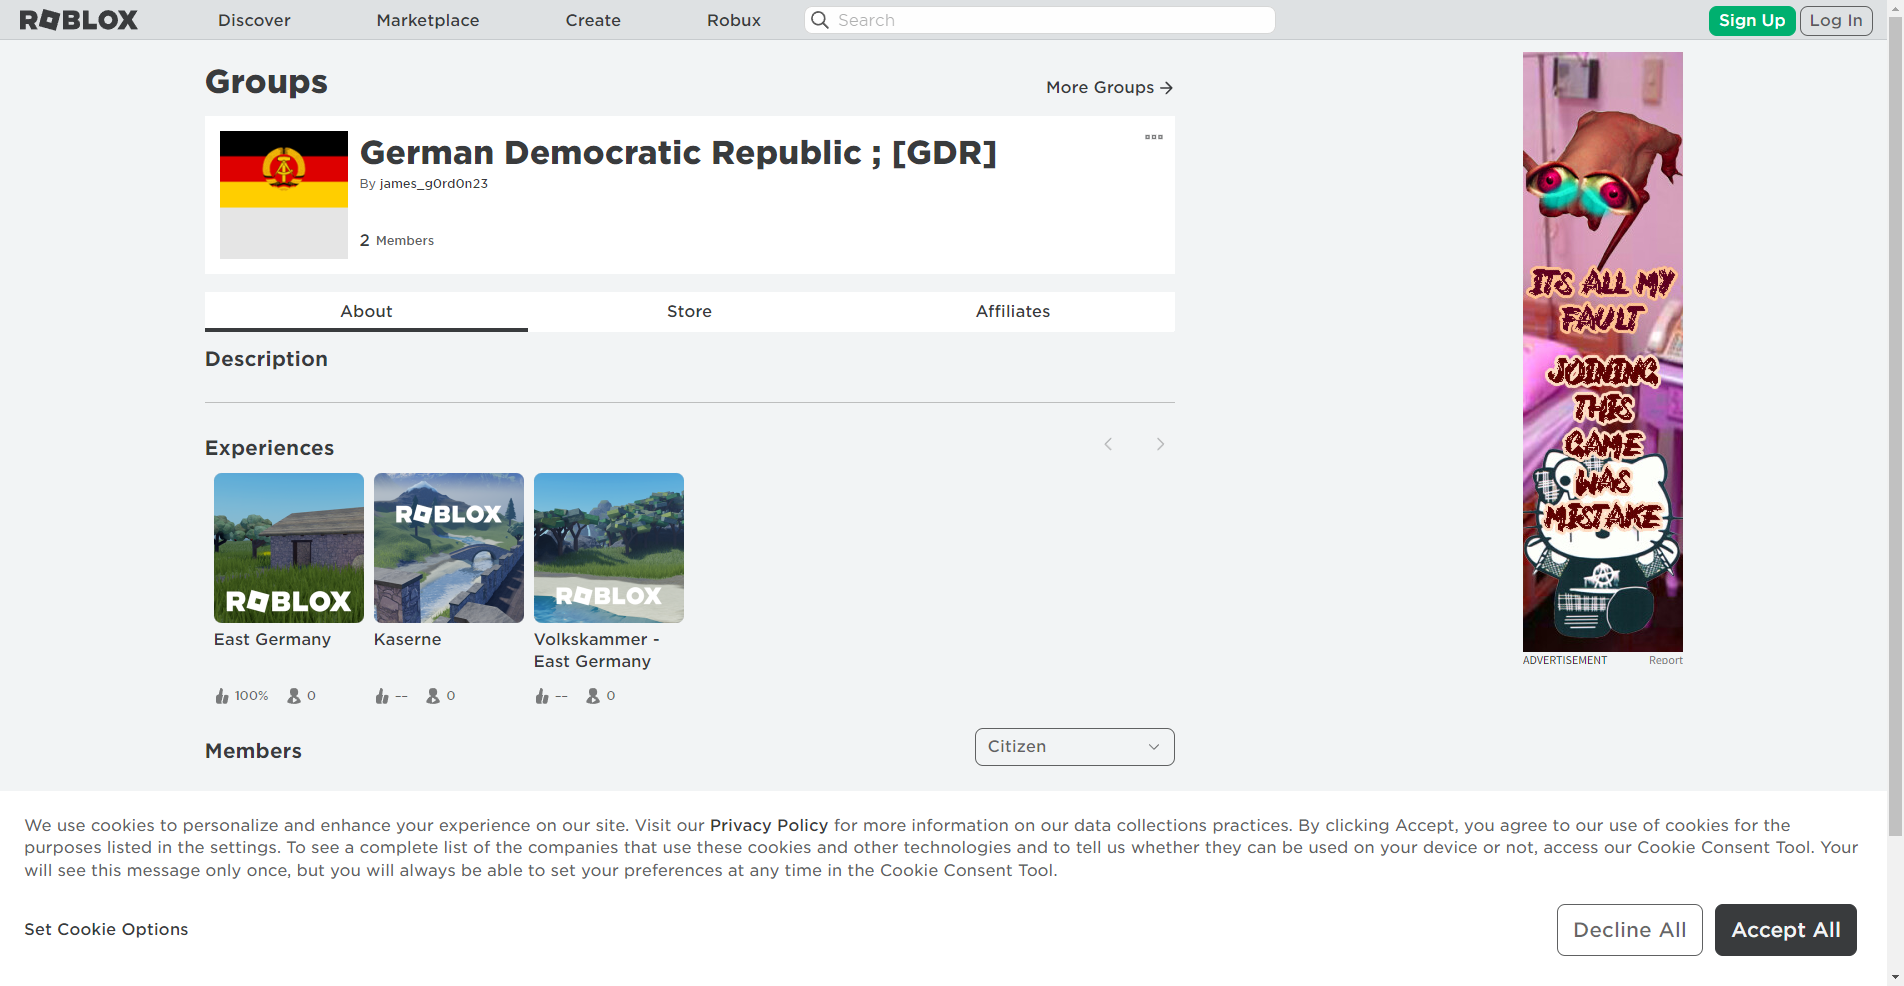 ROBLOX
Discover
Marketplace
Create
Robux
Search
Sign Up
Log In
Groups
More Groups
German Democratic Republic ; [GDR]
By james_g0rd0n23
2 Members
About
Store
Affiliates
Description
Experiences
ROBLOX
East Germany
100%
0
ROBLOX
Kaserne
--
0
ROBLOX
Volkskammer -
East Germany
--
0
Members
Citizen
ITS ALL MY
FAULT
JOINING
THIS
GAME
WAS
MISTAKE
ADVERTISEMENT
Report
We use cookies to personalize and enhance your experience on our site. Visit our Privacy Policy for more information on our data collections practices. By clicking Accept, you agree to our use of cookies for the
purposes listed in the settings. To see a complete list of the companies that use these cookies and other technologies and to tell us whether they can be used on your device or not, access our Cookie Consent Tool. Your
will see this message only once, but you will always be able to set your preferences at any time in the Cookie Consent Tool.
Set Cookie Options
Decline All
Accept All